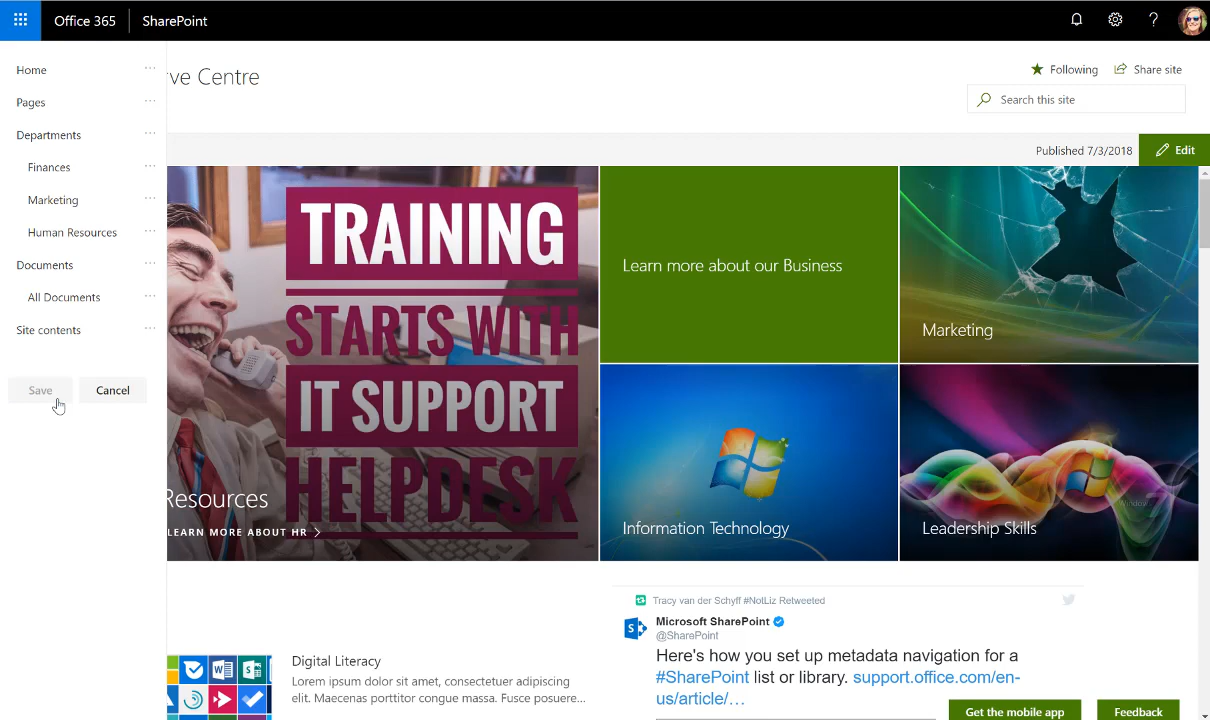 Office 365
SharePoint
Home
...
Pages
...
Departments
...
Finances
...
Marketing
...
Human Resources
...
Documents
...
All Documents
...
Site contents
...
Save
Cancel
ve Centre
Following
Share site
Search this site
Published 7/3/2018
Edit
TRAINING
STARTS WITH
IT SUPPORT
HELPDESK
Resources
LEARN MORE ABOUT HR
Learn more about our Business
Marketing
Information Technology
Leadership Skills
Digital Literacy
Lorem ipsum dolor sit amet, consectetuer adipiscing
elit. Maecenas porttitor congue massa. Fusce posuere...
Tracy van der Schyff #NotLiz Retweeted
Microsoft SharePoint
@SharePoint
Here's how you set up metadata navigation for a
#SharePoint list or library. support.office.com/en-
us/article/…
Get the mobile app
Feedback